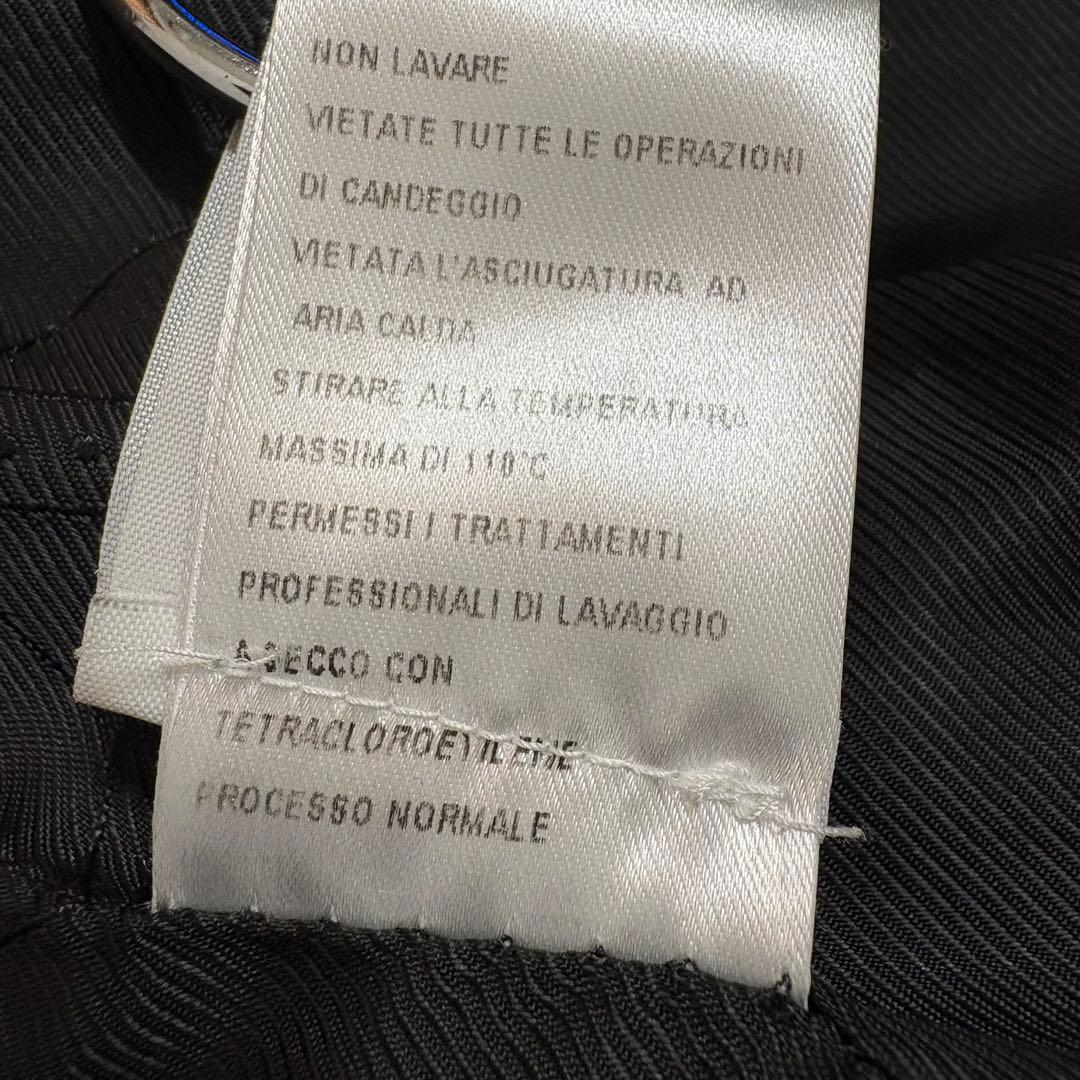 NON LAVARE
VIETATE TUTTE LE OPERAZIONI
DI CANDEGGIO
VIETATA L'ASCIUGATURA AD
ARIA CALDA
STIRARE ALLA TEMPERATURA
MASSIMA DI 110°C
PERMESSI I TRATTAMENTI
PROFESSIONALI DI LAVAGGIO
A SECCO CON
TETRACLOROETILENE
PROCESSO NORMALE